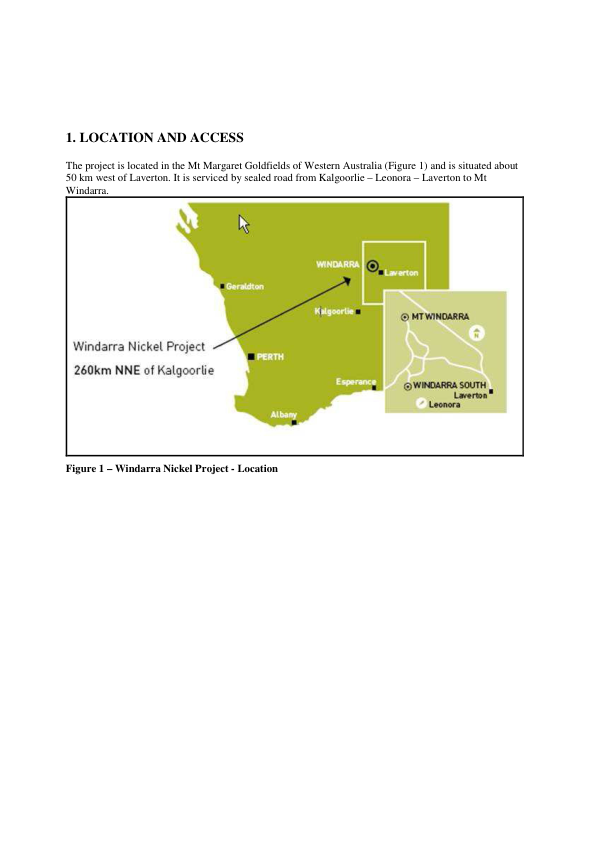 1. LOCATION AND ACCESS
The project is located in the Mt Margaret Goldfields of Western Australia (Figure 1) and is situated about
50 km west of Laverton. It is serviced by sealed road from Kalgoorlie – Leonora – Laverton to Mt
Windarra.
WINDARRA
Laverton
Geraldton
Kalgoorlie
MT WINDARRA
N
Windarra Nickel Project
260km NNE of Kalgoorlie
PERTH
Esperance
WINDARRA SOUTH
Laverton
Leonora
Albany
Figure 1 – Windarra Nickel Project - Location